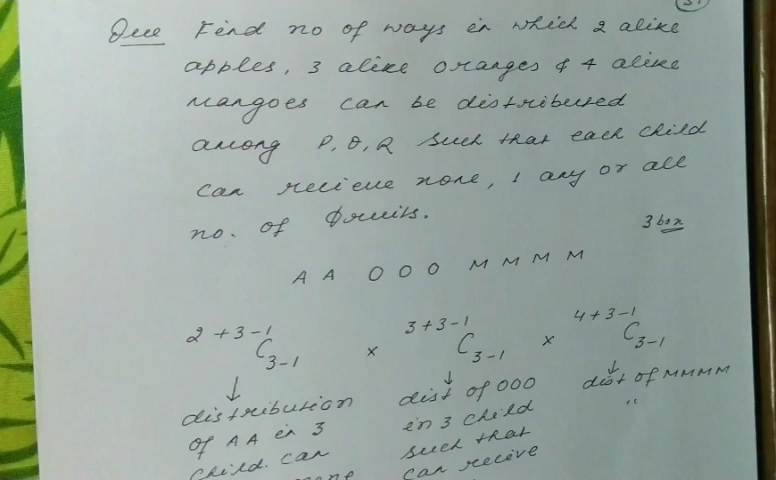 Que Find no of ways in which 2 alike
apples, 3 alike oranges & 4 alike
mangoes can be distributed
among P, Q, R such that each child
can recieve none, 1 any or all
no. of fruits.
3 box
A A O O O M M M M
2+3-1C3-1 x 3+3-1C3-1 x 4+3-1C3-1
↓ ↓ ↓
distribution
of AA in 3
child. can
dist of OOO
in 3 child
such that
can recive
dist of MMMM
"